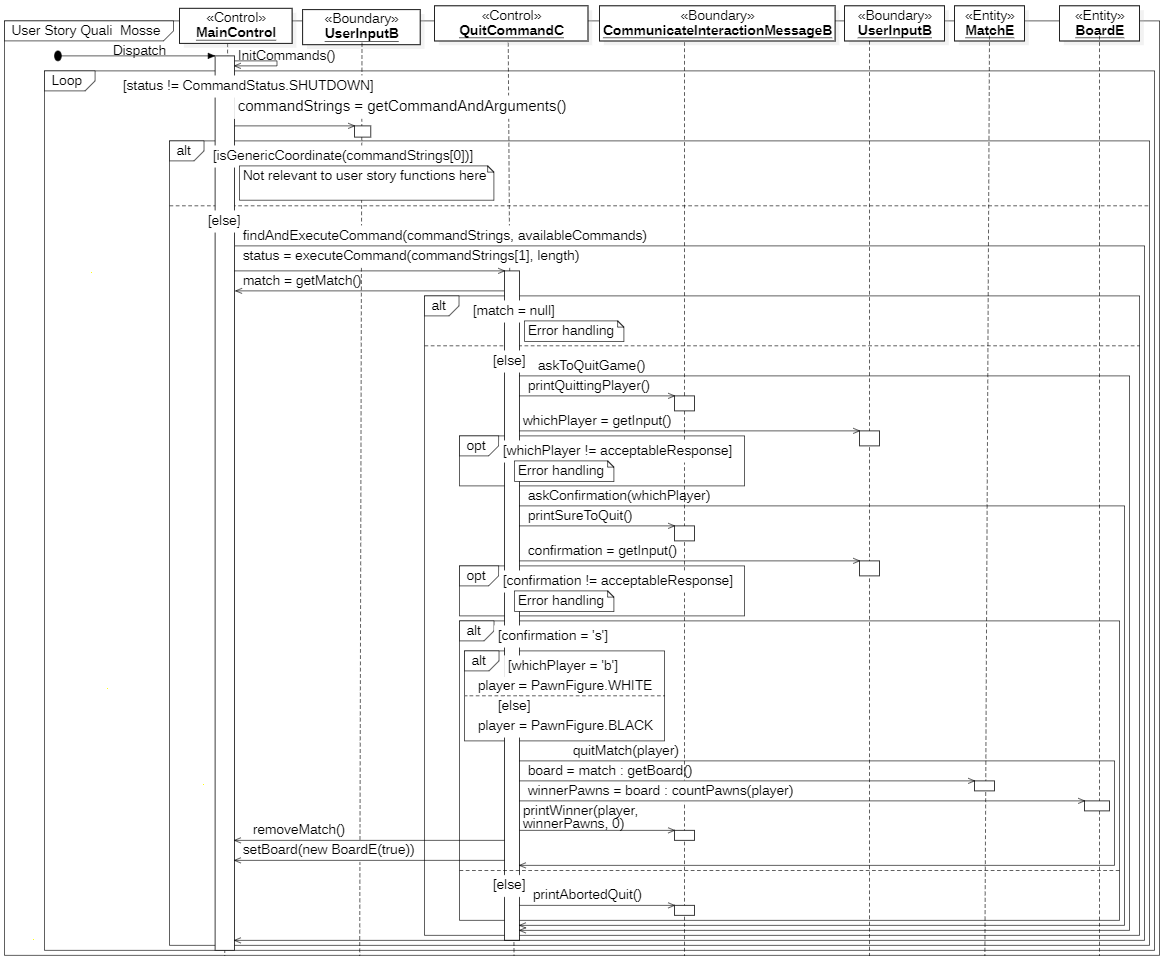 «Control»
MainControl
«Boundary»
UserInputB
«Control»
QuitCommandC
«Boundary»
CommunicateInteractionMessageB
«Boundary»
UserInputB
«Entity»
MatchE
«Entity»
BoardE
User Story Quali Mosse
Dispatch
InitCommands()
Loop
[status != CommandStatus.SHUTDOWN]
commandStrings = getCommandAndArguments()
alt
[isGenericCoordinate(commandStrings[0])]
Not relevant to user story functions here
[else]
findAndExecuteCommand(commandStrings, availableCommands)
status = executeCommand(commandStrings[1], length)
match = getMatch()
alt
[match = null]
Error handling
[else]
askToQuitGame()
printQuittingPlayer()
whichPlayer = getInput()
opt
[whichPlayer != acceptableResponse]
Error handling
askConfirmation(whichPlayer)
printSureToQuit()
confirmation = getInput()
opt
[confirmation != acceptableResponse]
Error handling
alt
[confirmation = 's']
alt
[whichPlayer = 'b']
player = PawnFigure.WHITE
[else]
player = PawnFigure.BLACK
quitMatch(player)
board = match : getBoard()
winnerPawns = board : countPawns(player)
printWinner(player,
winnerPawns, 0)
removeMatch()
setBoard(new BoardE(true))
[else]
printAbortedQuit()